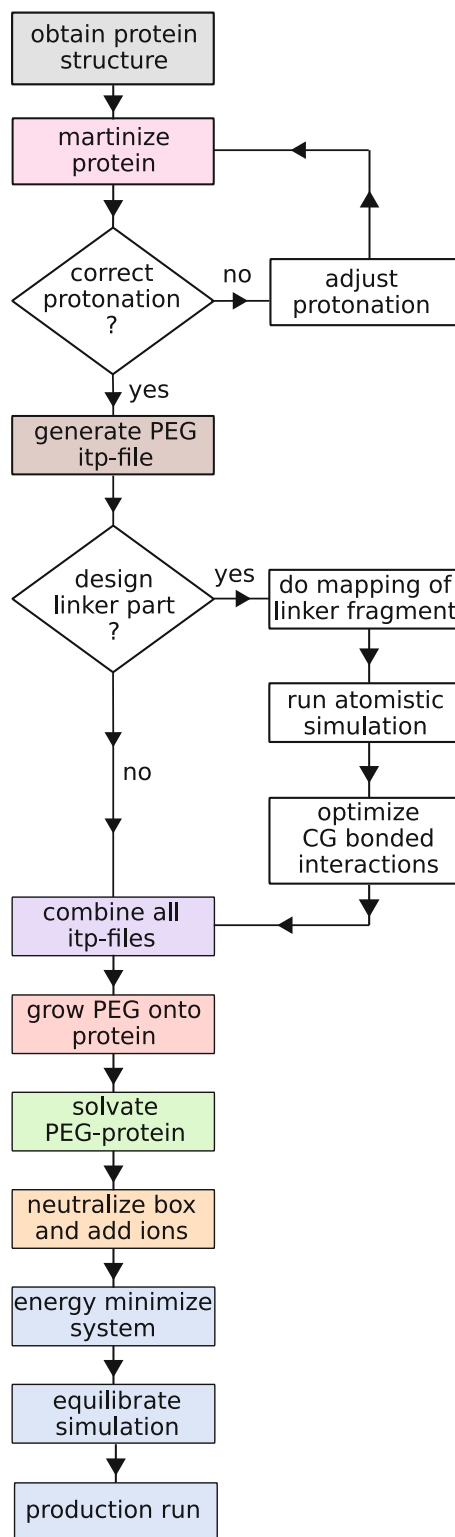 obtain protein
structure
martinize
protein
correct
protonation
?
no
adjust
protonation
yes
generate PEG
itp-file
design
linker part
?
yes
do mapping of
linker fragment
run atomistic
simulation
optimize
CG bonded
interactions
no
combine all
itp-files
grow PEG onto
protein
solvate
PEG-protein
neutralize box
and add ions
energy minimize
system
equilibrate
simulation
production run